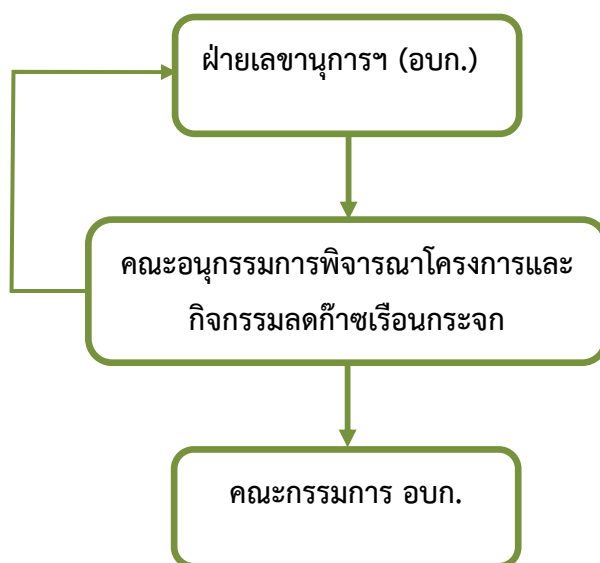 ฝ่ายเลขานุการฯ (อบก.)
คณะอนุกรรมการพิจารณาโครงการและ
กิจกรรมลดก๊าซเรือนกระจก
คณะกรรมการ อบก.